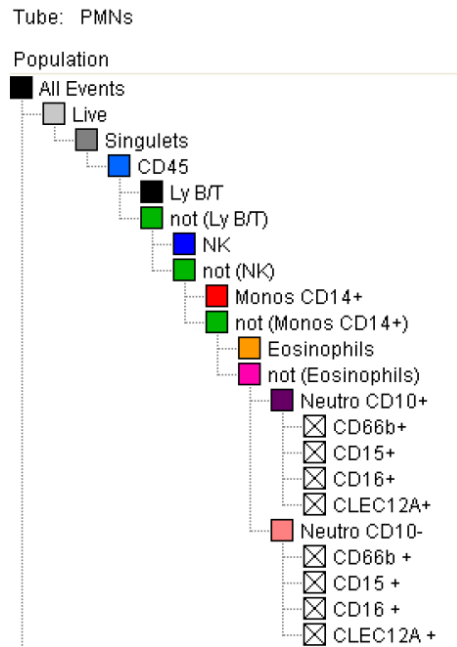 Tube: PMNs
Population
All Events
Live
Singulets
CD45
Ly B/T
not (Ly B/T)
NK
not (NK)
Monos CD14+
not (Monos CD14+)
Eosinophils
not (Eosinophils)
Neutro CD10+
CD66b+
CD15+
CD16+
CLEC12A+
Neutro CD10-
CD66b +
CD15 +
CD16 +
CLEC12A +